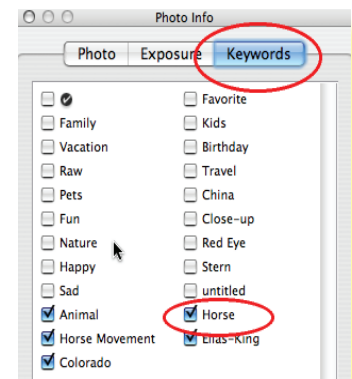 Photo Info
Photo Exposure Keywords
Favorite
Family Kids
Vacation Birthday
Raw Travel
Pets China
Fun Close-up
Nature Red Eye
Happy Stern
Sad untitled
Animal Horse
Horse Movement Elias-King
Colorado